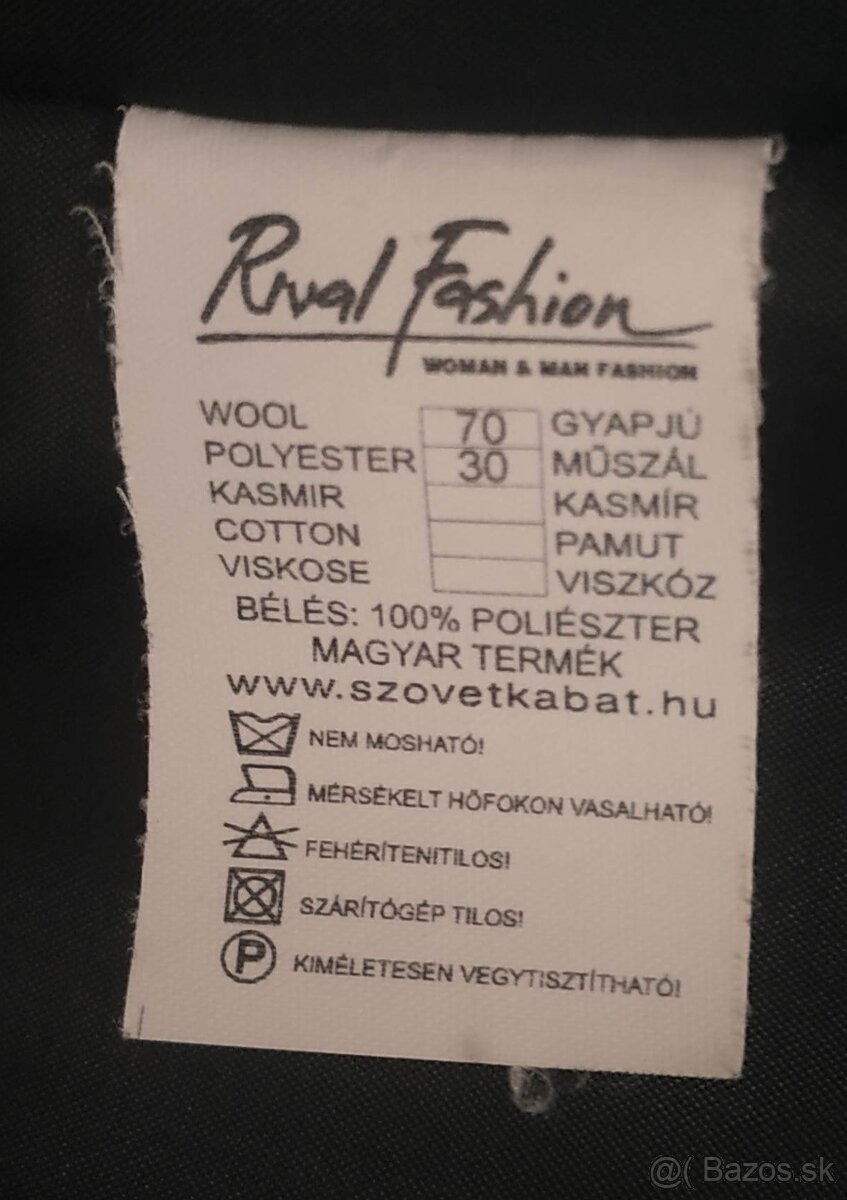 Rival Fashion
WOMAN & MAN FASHION
WOOL 70 GYAPJÚ
POLYESTER 30 MŰSZÁL
KASMIR KASMÍR
COTTON PAMUT
VISKOSE VISZKÓZ
BÉLÉS: 100% POLIÉSZTER
MAGYAR TERMÉK
www.szovetkabat.hu
NEM MOSHATÓ!
MÉRSÉKELT HŐFOKON VASALHATÓ!
FEHÉRÍTENITILOS!
SZÁRÍTÓGÉP TILOS!
P KIMÉLETESEN VEGYTISZTÍTHATÓ!
@( Bazos.sk